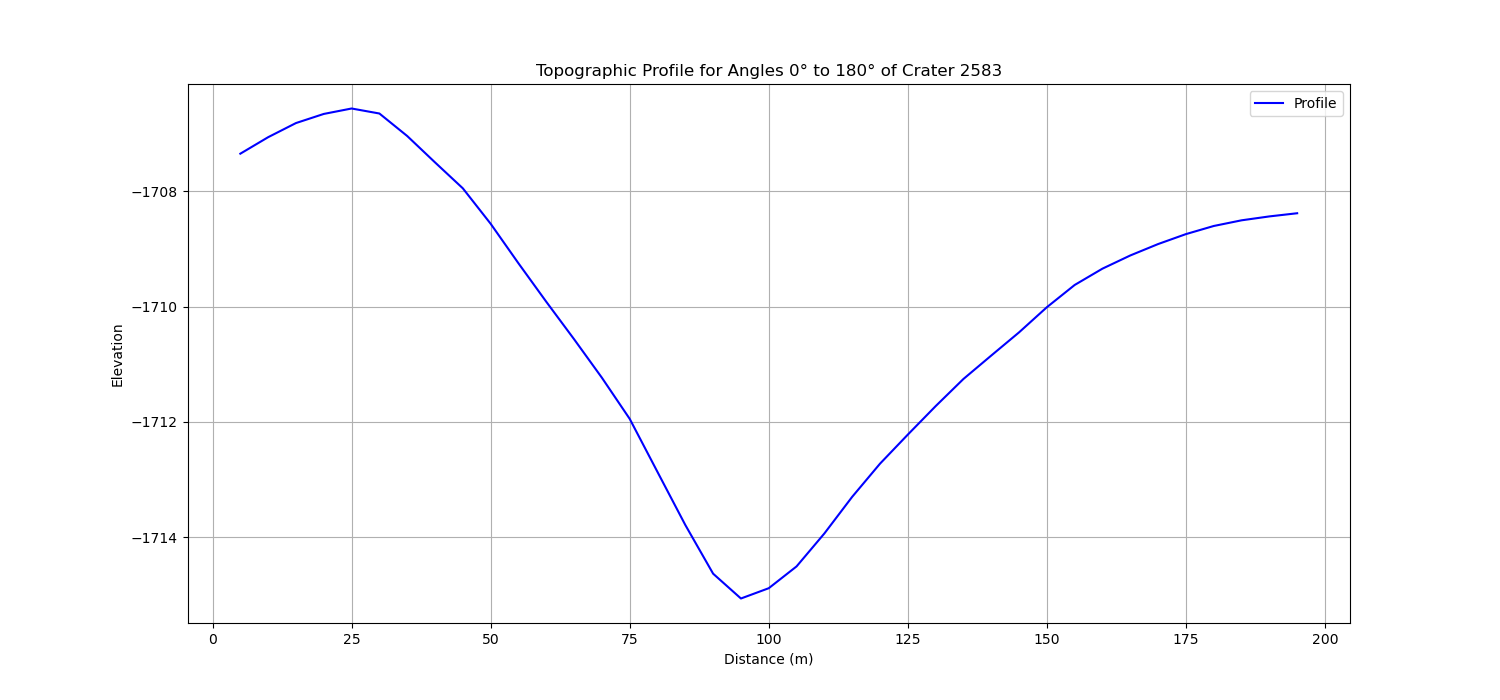 Topographic Profile for Angles 0° to 180° of Crater 2583
Profile
−1708
−1710
−1712
−1714
Elevation
0 25 50 75 100 125 150 175 200
Distance (m)